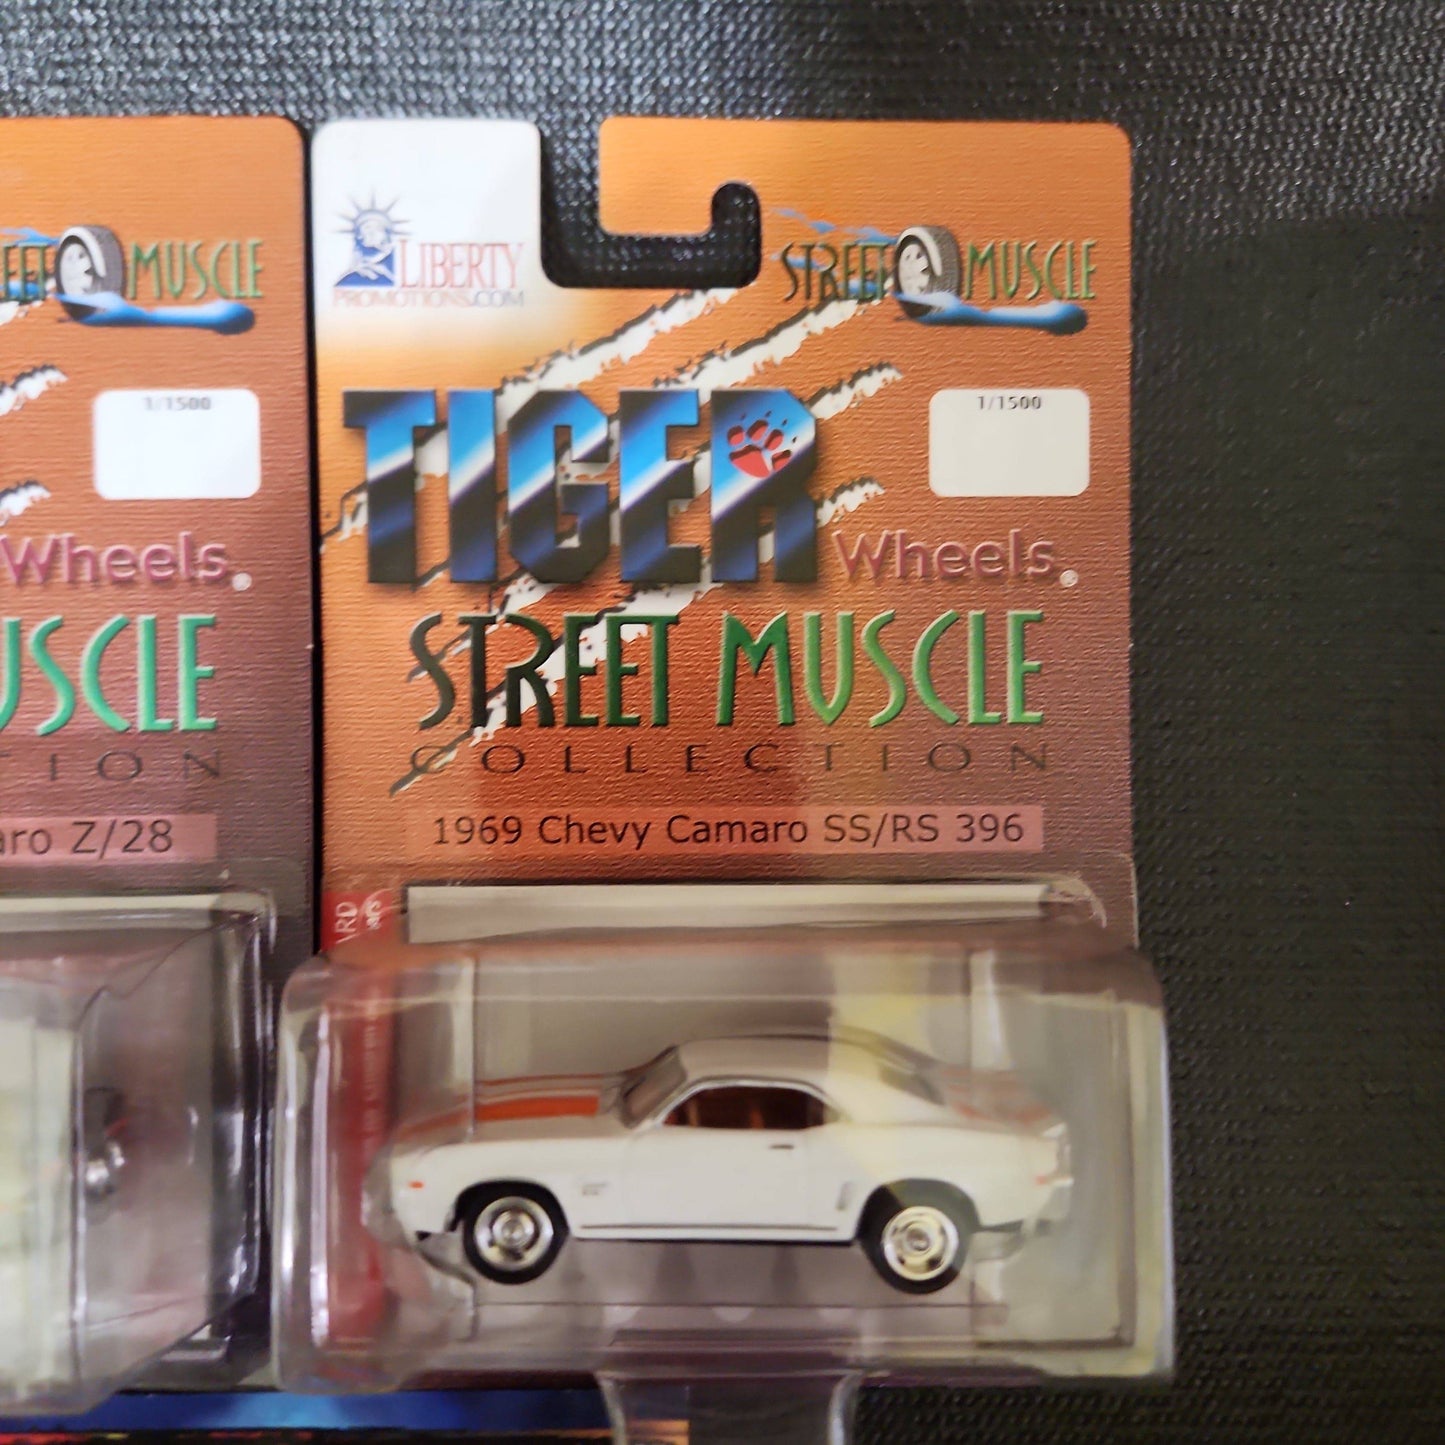 LIBERTY
PROMOTIONS.COM
STREET MUSCLE
1/1500
TIGER
Wheels®
STREET MUSCLE
COLLECTION
1969 Chevy Camaro SS/RS 396
MUSCLE
1/1500
Wheels®
USCLE
TION
aro Z/28